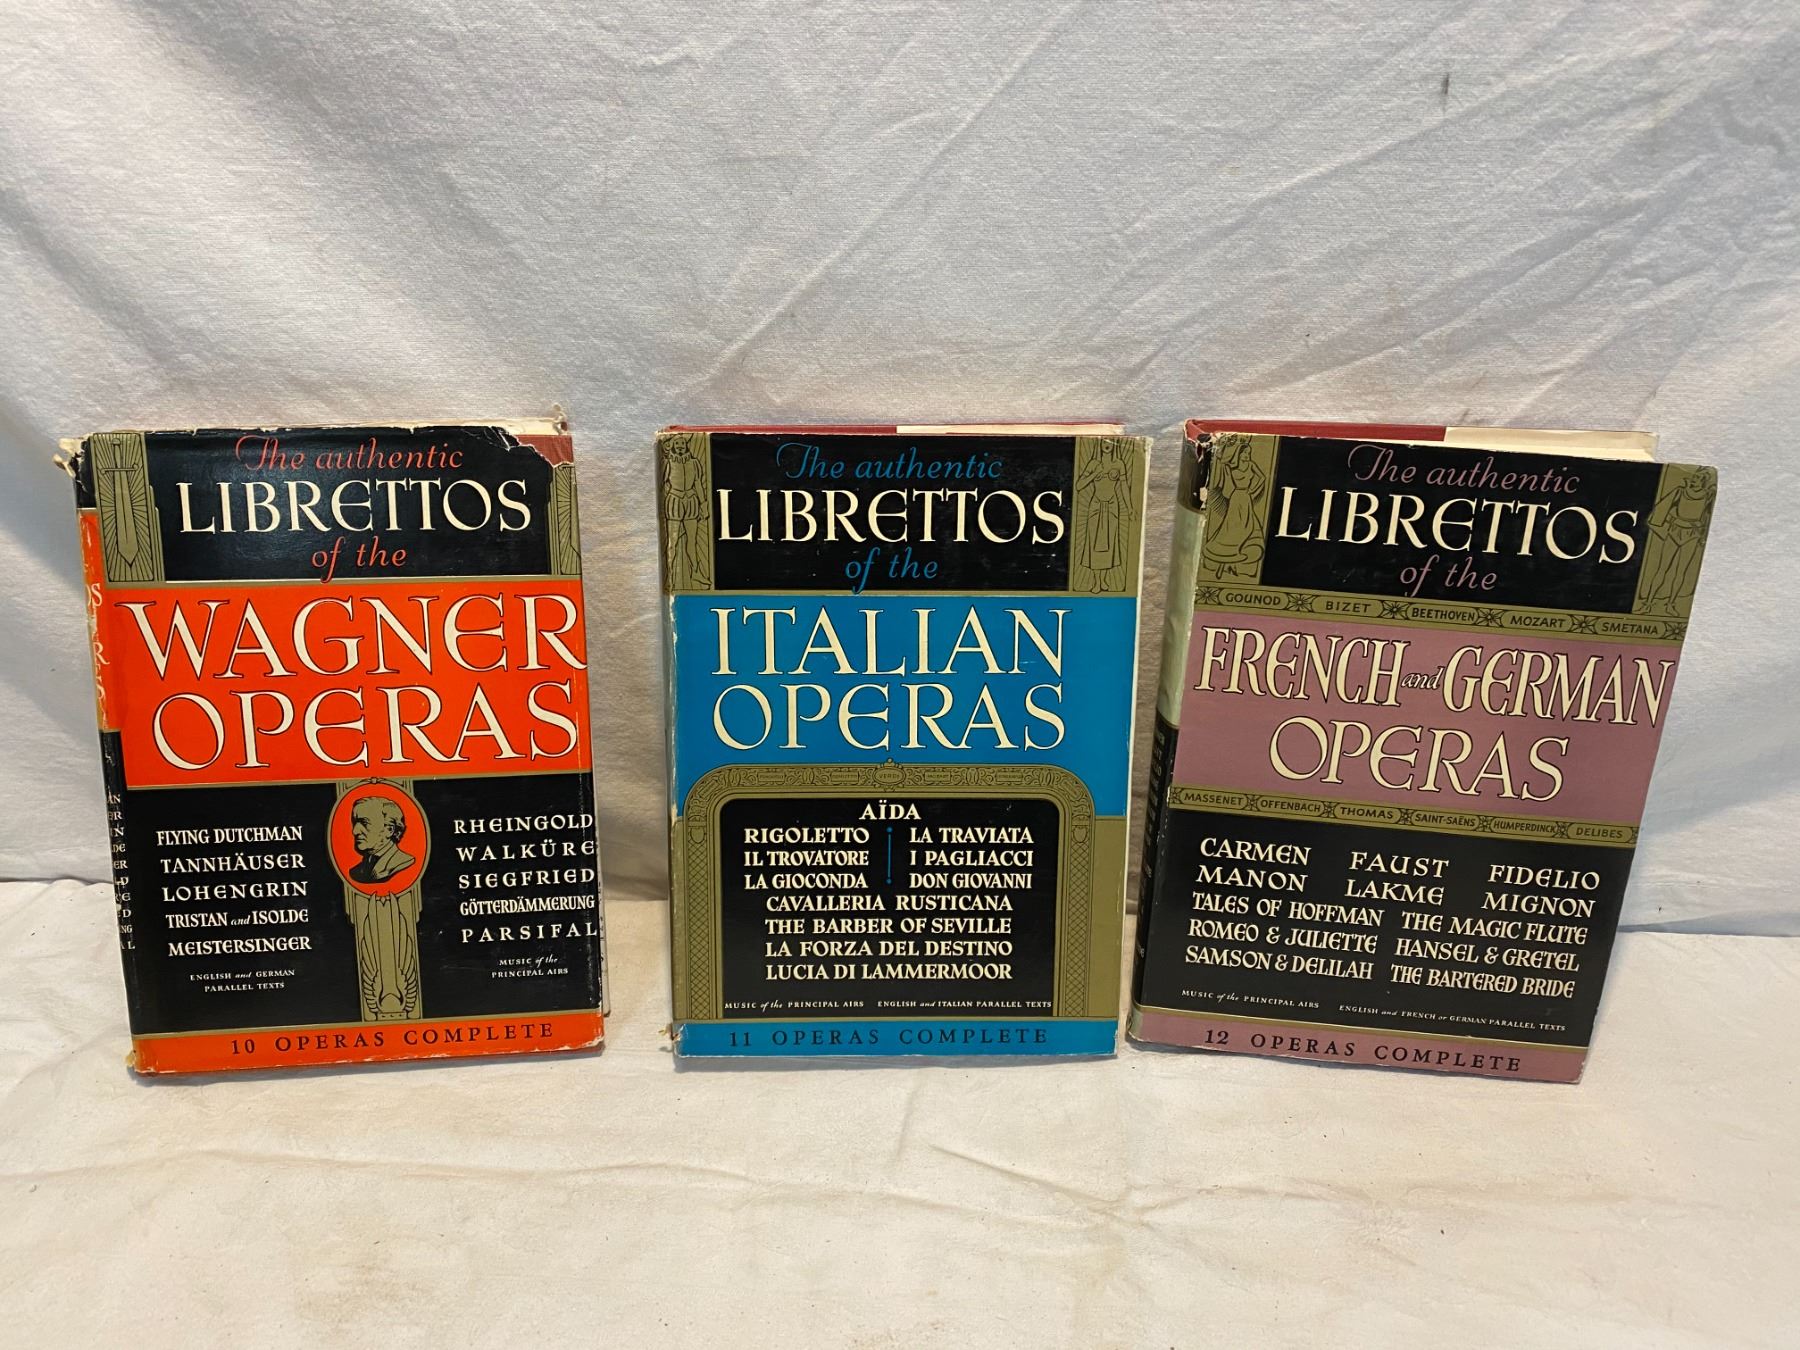 The authentic
LIBRETTOS
of the
WAGNER
OPERAS
FLYING DUTCHMAN
TANNHÄUSER
LOHENGRIN
TRISTAN and ISOLDE
MEISTERSINGER
ENGLISH and GERMAN
PARALLEL TEXTS
RHEINGOLD
WALKÜRE
SIEGFRIED
GÖTTERDÄMMERUNG
PARSIFAL
MUSIC of the
PRINCIPAL AIRS
10 OPERAS COMPLETE
The authentic
LIBRETTOS
of the
ITALIAN
OPERAS
VERDI MOZART
AÏDA
RIGOLETTO LA TRAVIATA
IL TROVATORE I PAGLIACCI
LA GIOCONDA DON GIOVANNI
CAVALLERIA RUSTICANA
THE BARBER OF SEVILLE
LA FORZA DEL DESTINO
LUCIA DI LAMMERMOOR
MUSIC of the PRINCIPAL AIRS ENGLISH and ITALIAN PARALLEL TEXTS
11 OPERAS COMPLETE
The authentic
LIBRETTOS
of the
GOUNOD BIZET BEETHOVEN MOZART SMETANA
FRENCH and GERMAN
OPERAS
MASSENET OFFENBACH THOMAS SAINT-SAËNS HUMPERDINCK DELIBES
CARMEN FAUST FIDELIO
MANON LAKME MIGNON
TALES OF HOFFMAN THE MAGIC FLUTE
ROMEO & JULIETTE HANSEL & GRETEL
SAMSON & DELILAH THE BARTERED BRIDE
MUSIC of the PRINCIPAL AIRS ENGLISH and FRENCH or GERMAN PARALLEL TEXTS
12 OPERAS COMPLETE